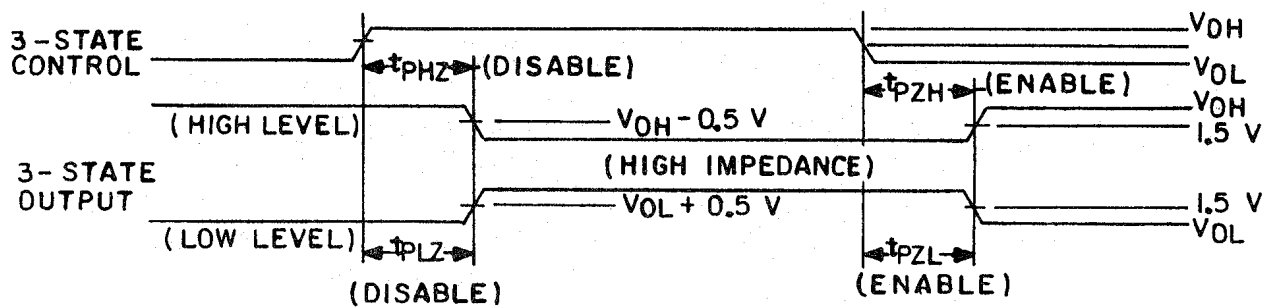 3-STATE
CONTROL
VOH
VOL
tPHZ
(DISABLE)
tPZH
(ENABLE)
VOH
(HIGH LEVEL)
VOH - 0.5 V
1.5 V
(HIGH IMPEDANCE)
3-STATE
OUTPUT
VOL + 0.5 V
1.5 V
VOL
(LOW LEVEL)
tPLZ
tPZL
(DISABLE)
(ENABLE)